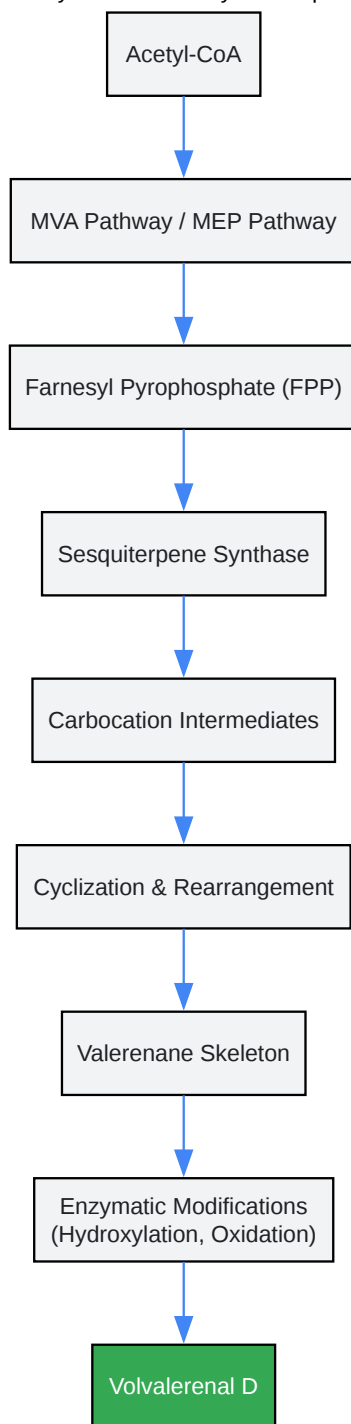 Acetyl-CoA
MVA Pathway / MEP Pathway
Farnesyl Pyrophosphate (FPP)
Sesquiterpene Synthase
Carbocation Intermediates
Cyclization & Rearrangement
Valerenane Skeleton
Enzymatic Modifications
(Hydroxylation, Oxidation)
Volvalerenal D